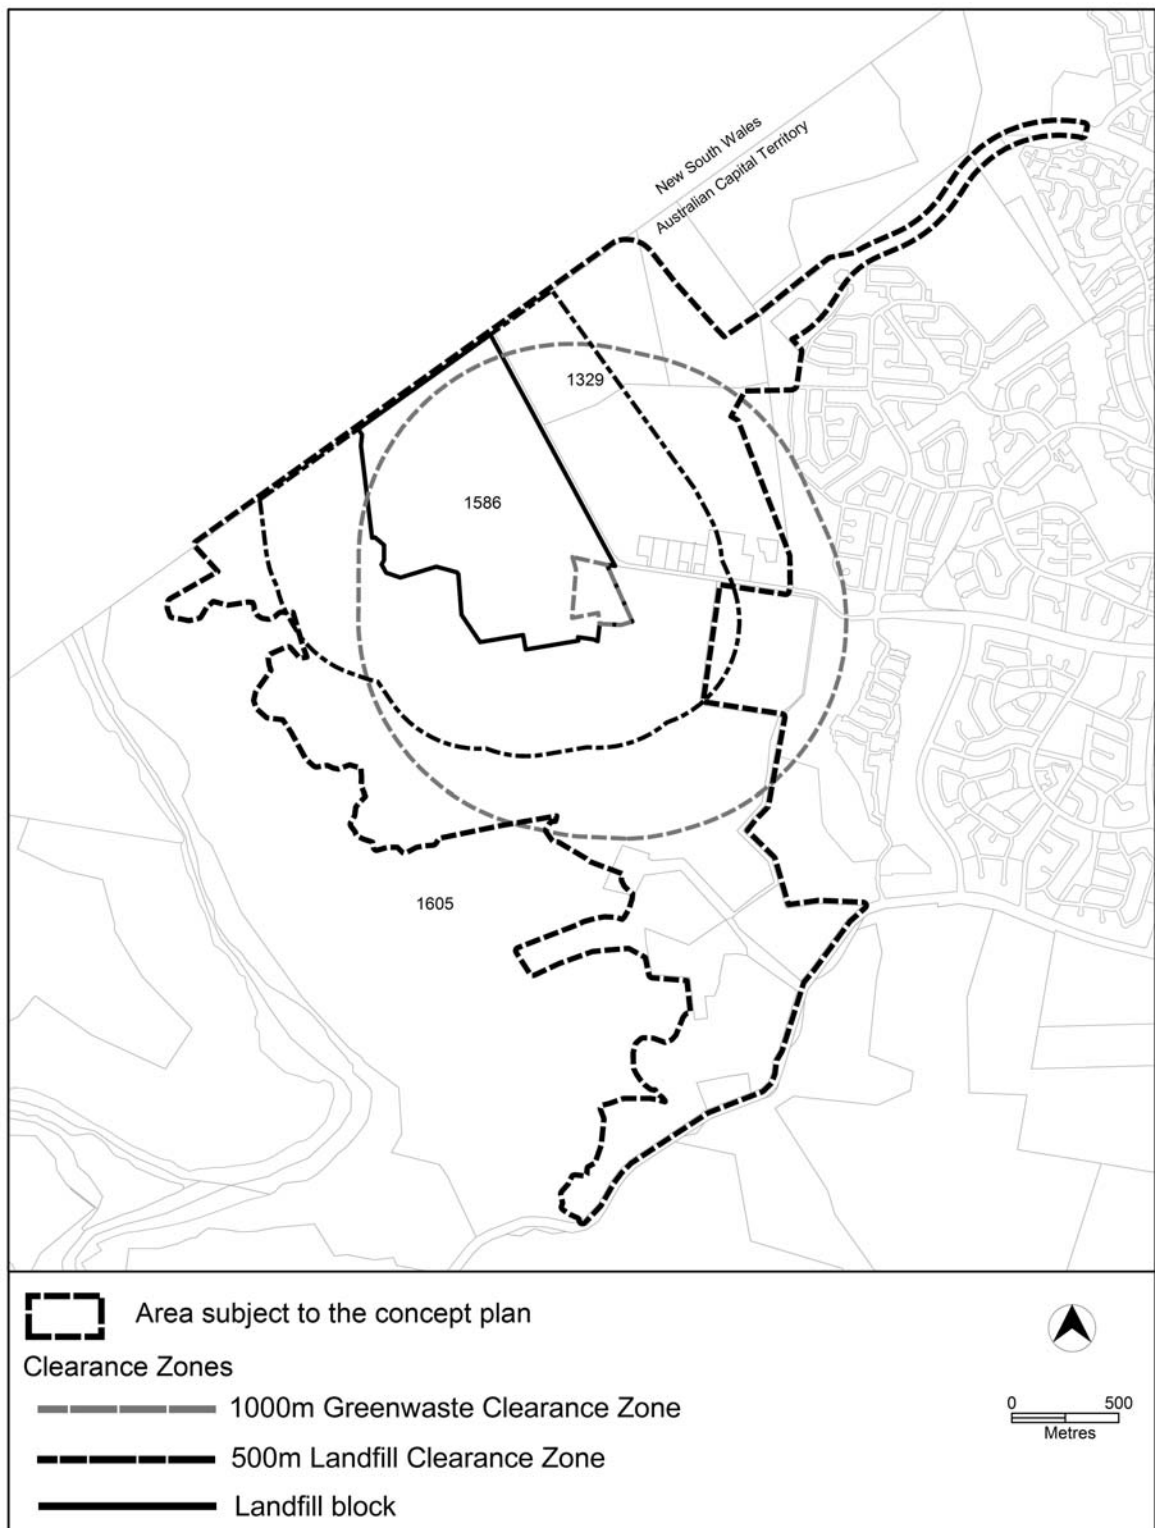 New South Wales
Australian Capital Territory
1329
1586
1605
Area subject to the concept plan
Clearance Zones
1000m Greenwaste Clearance Zone
500m Landfill Clearance Zone
Landfill block
0 500
Metres